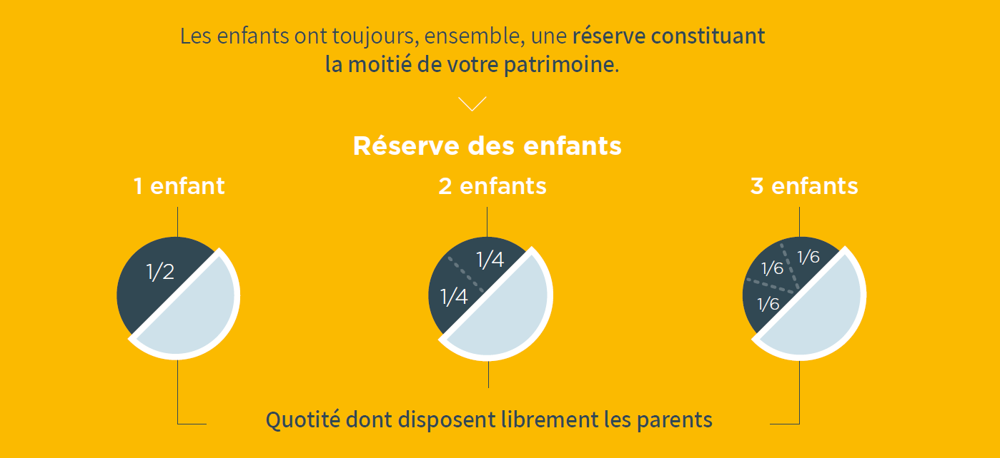 Les enfants ont toujours, ensemble, une réserve constituant
la moitié de votre patrimoine.
Réserve des enfants
1 enfant
2 enfants
3 enfants
1/2
1/4
1/4
1/6
1/6
1/6
Quotité dont disposent librement les parents